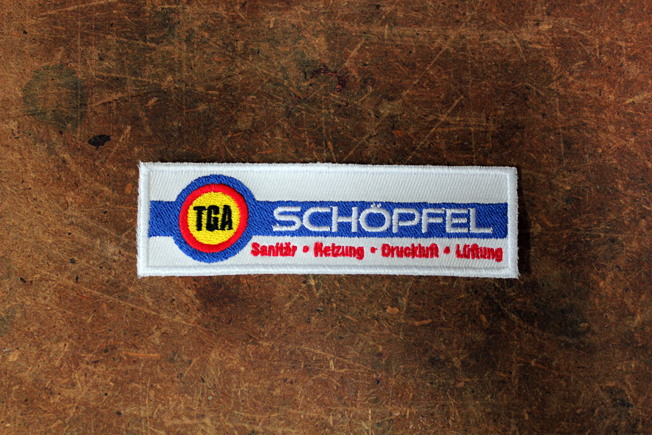 TGA
SCHÖPFEL
Sanitär • Heizung • Druckluft • Lüftung